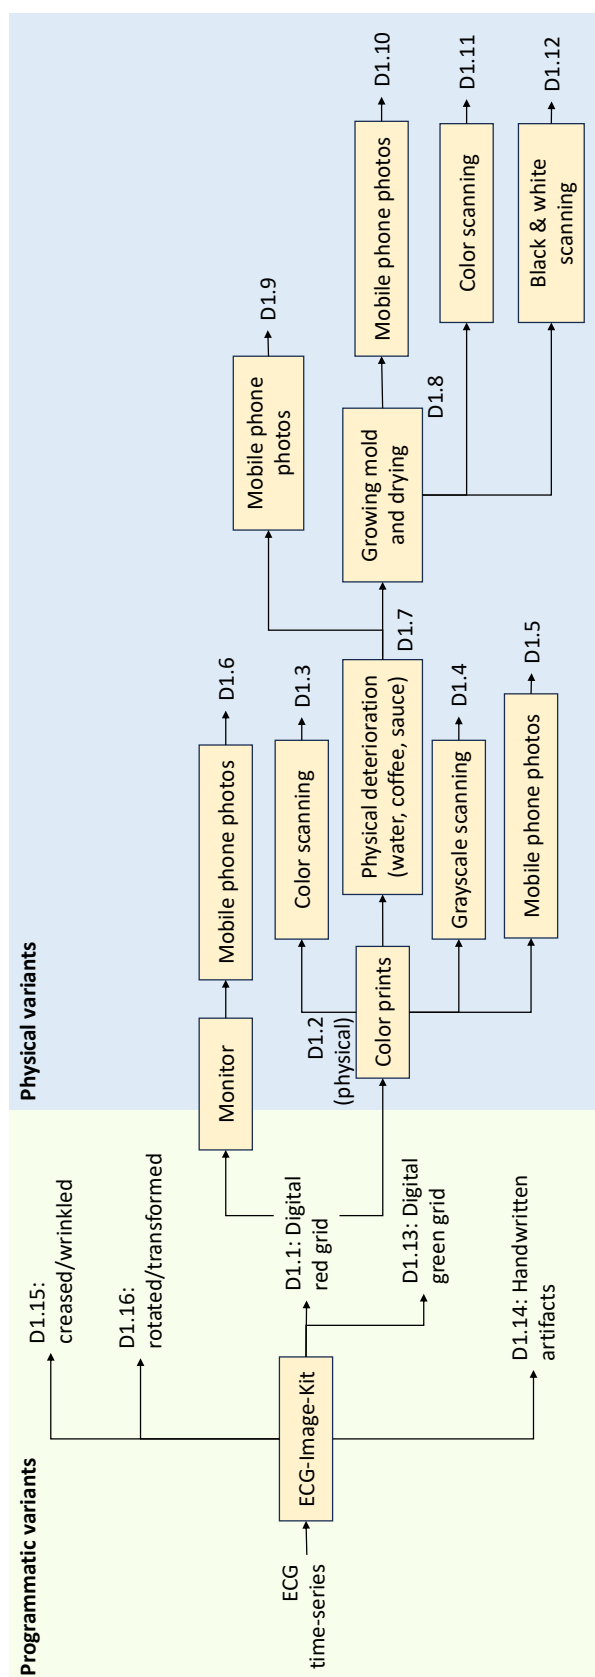 Programmatic variants
Physical variants
ECG
time-series
ECG-Image-Kit
D1.15:
creased/wrinkled
D1.16:
rotated/transformed
D1.1: Digital
red grid
D1.13: Digital
green grid
D1.14: Handwritten
artifacts
Monitor
Mobile phone photos
D1.6
D1.2
(physical)
Color prints
Color scanning
D1.3
Physical deterioration
(water, coffee, sauce)
D1.7
Grayscale scanning
D1.4
Mobile phone photos
D1.5
Mobile phone
photos
D1.9
Growing mold
and drying
D1.8
Mobile phone photos
D1.10
Color scanning
D1.11
Black & white
scanning
D1.12